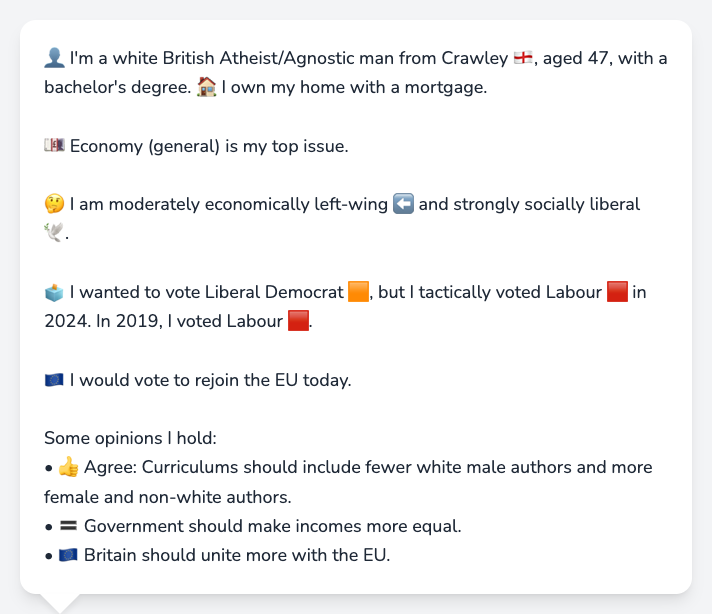 👤 I'm a white British Atheist/Agnostic man from Crawley 🏴󠁧󠁢󠁥󠁮󠁧󠁿, aged 47, with a
bachelor's degree. 🏠 I own my home with a mortgage.
💷 Economy (general) is my top issue.
🤔 I am moderately economically left-wing ⬅️ and strongly socially liberal
🕊️.
🗳️ I wanted to vote Liberal Democrat 🟧, but I tactically voted Labour 🟥 in
2024. In 2019, I voted Labour 🟥.
🇪🇺 I would vote to rejoin the EU today.
Some opinions I hold:
• 👍 Agree: Curriculums should include fewer white male authors and more
female and non-white authors.
• 🟰 Government should make incomes more equal.
• 🇪🇺 Britain should unite more with the EU.